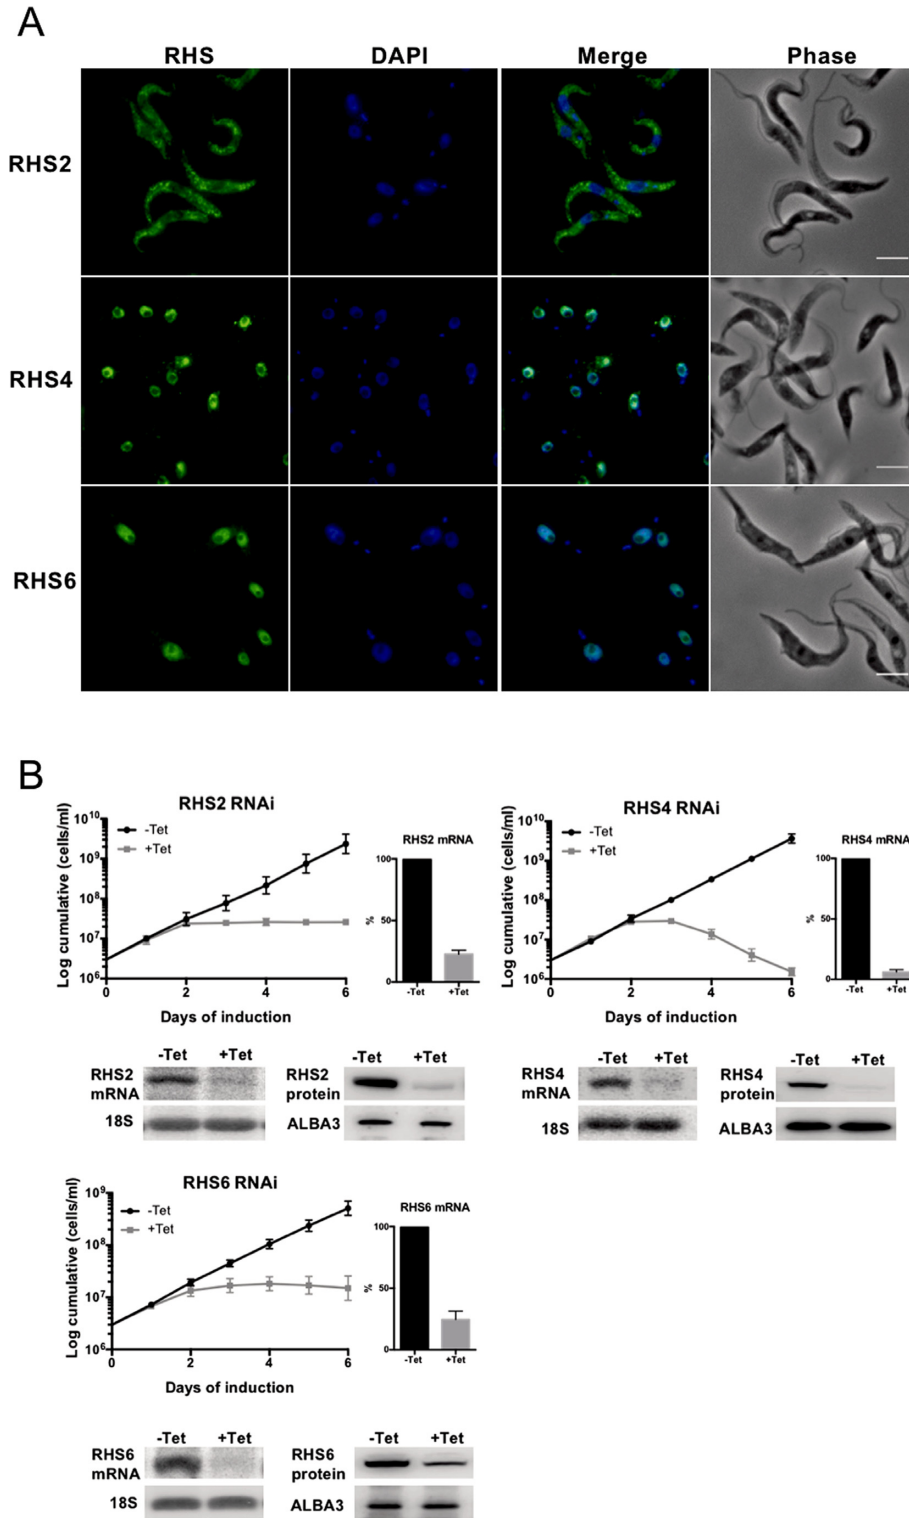 A
RHS DAPI Merge Phase
RHS2
RHS4
RHS6
B
RHS2 RNAi
Log cumulative (cells/ml)
10^10
10^9
10^8
10^7
10^6
-Tet
+Tet
0 2 4 6
Days of induction
RHS2 mRNA
%
100
50
0
-Tet +Tet
RHS4 RNAi
Log cumulative (cells/ml)
10^10
10^9
10^8
10^7
10^6
-Tet
+Tet
0 2 4 6
Days of induction
RHS4 mRNA
%
100
50
0
-Tet +Tet
-Tet +Tet
RHS2
mRNA
18S
-Tet +Tet
RHS2
protein
ALBA3
-Tet +Tet
RHS4
mRNA
18S
-Tet +Tet
RHS4
protein
ALBA3
RHS6 RNAi
Log cumulative (cells/ml)
10^9
10^8
10^7
10^6
-Tet
+Tet
0 2 4 6
Days of induction
RHS6 mRNA
%
100
50
0
-Tet +Tet
-Tet +Tet
RHS6
mRNA
18S
-Tet +Tet
RHS6
protein
ALBA3